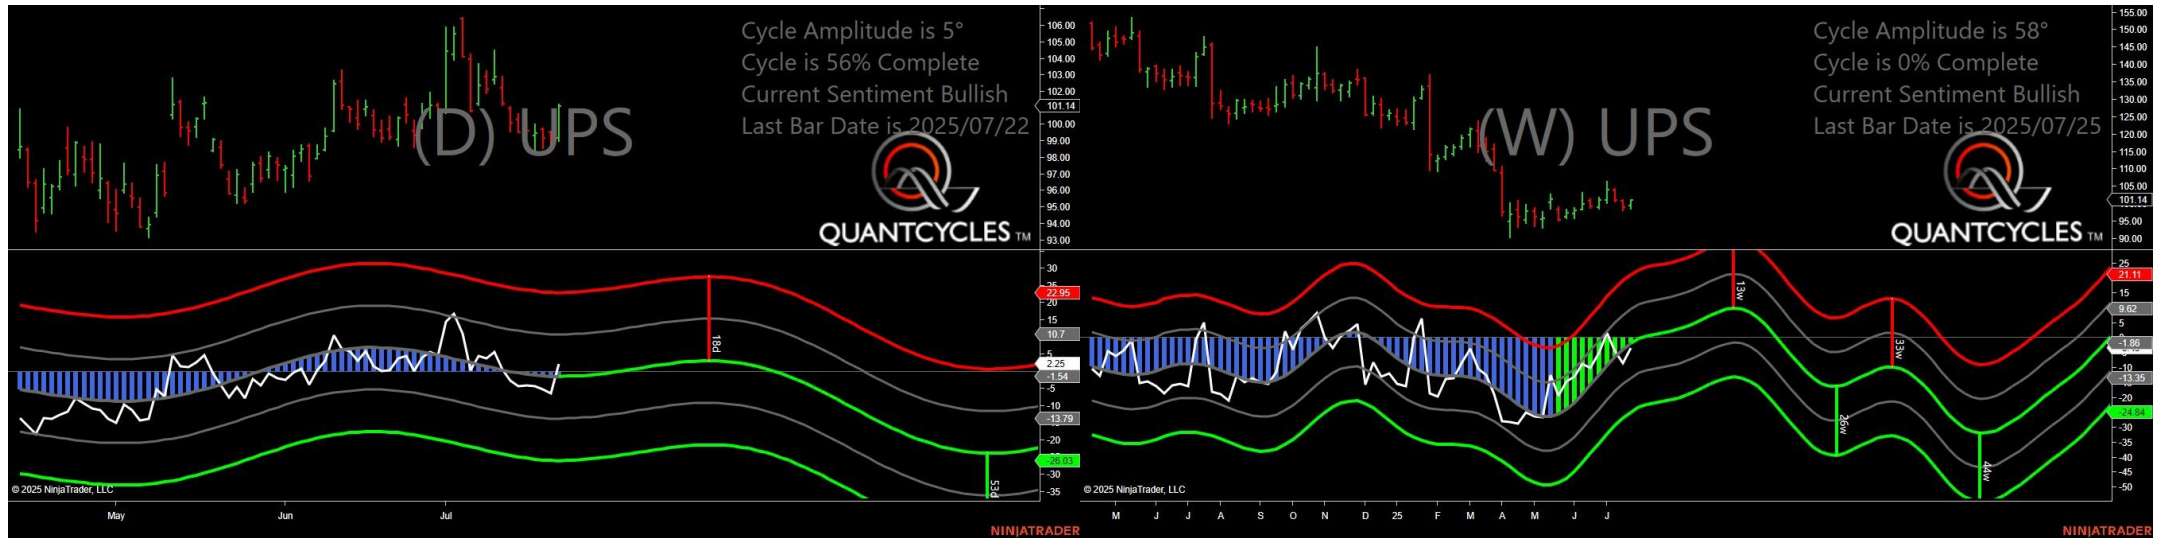 Cycle Amplitude is 5°
Cycle is 56% Complete
Current Sentiment Bullish
Last Bar Date is 2025/07/22
(D) UPS
QUANTCYCLES TM
106.00
105.00
104.00
103.00
102.00
101.14
100.00
99.00
98.00
97.00
96.00
95.00
94.00
93.00
30
25
22.95
20
15
10.7
5
2.25
-1.54
-5
-10
-13.79
-20
-26.03
-30
-35
18d
53d
© 2025 NinjaTrader, LLC
May
Jun
Jul
NINJATRADER
Cycle Amplitude is 58°
Cycle is 0% Complete
Current Sentiment Bullish
Last Bar Date is 2025/07/25
(W) UPS
QUANTCYCLES TM
155.00
150.00
145.00
140.00
135.00
130.00
125.00
120.00
115.00
110.00
105.00
101.14
95.00
90.00
25
21.11
15
9.62
5
0
-1.86
-10
-13.35
-20
-24.84
-30
-35
-40
-45
-50
13w
33w
26w
44w
© 2025 NinjaTrader, LLC
M
J
J
A
S
O
N
D
25
F
M
A
M
J
J
NINJATRADER